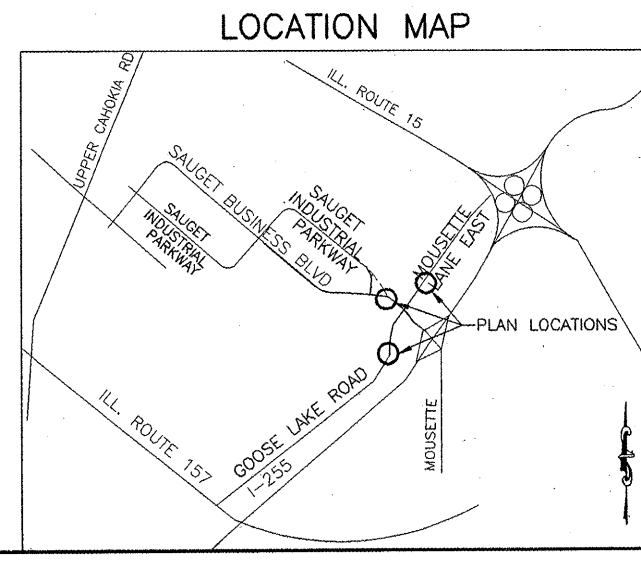 LOCATION MAP
UPPER CAHOKIA RD
ILL. ROUTE 15
SAUGET BUSINESS BLVD
SAUGET
INDUSTRIAL
PARKWAY
SAUGET
INDUSTRIAL
PARKWAY
MOUSETTE
LANE EAST
PLAN LOCATIONS
GOOSE LAKE ROAD
I-255
ILL. ROUTE 157
MOUSETTE